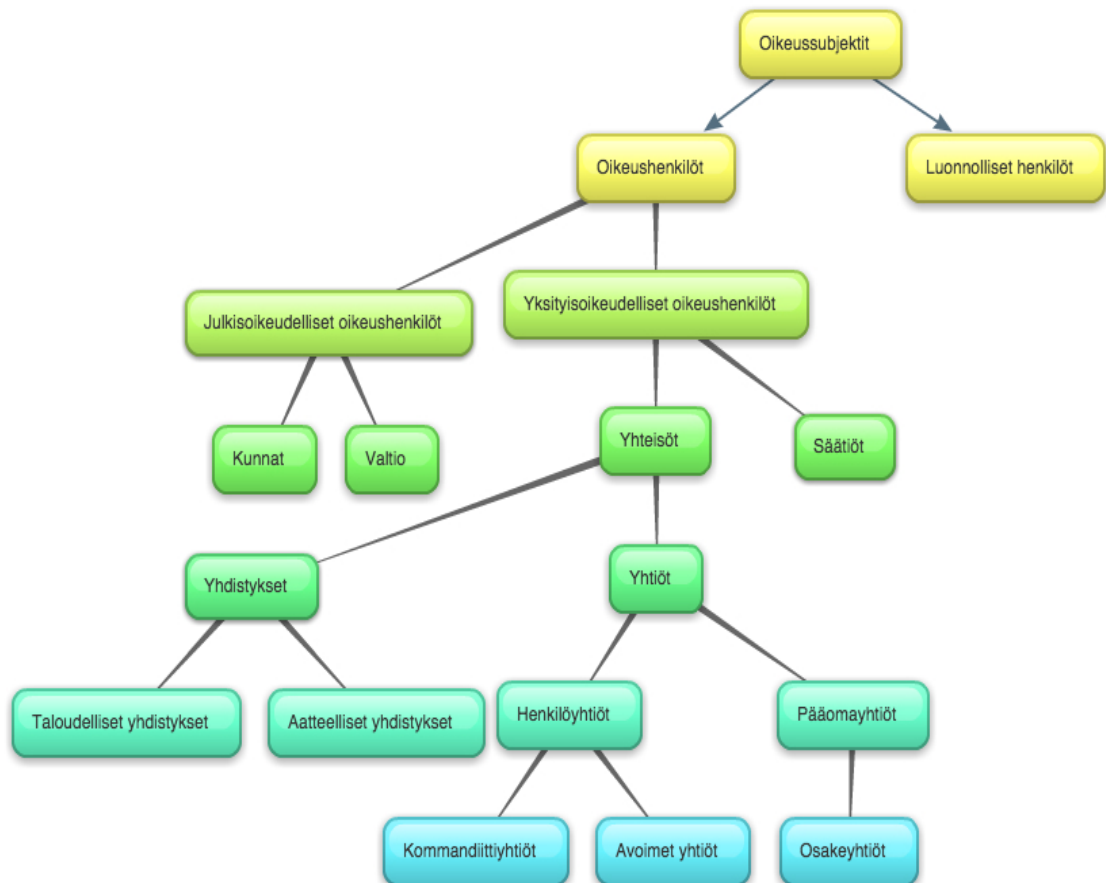 Oikeussubjektit
Oikeushenkilöt
Luonnolliset henkilöt
Julkisoikeudelliset oikeushenkilöt
Yksityisoikeudelliset oikeushenkilöt
Kunnat
Valtio
Yhteisöt
Säätiöt
Yhdistykset
Yhtiöt
Taloudelliset yhdistykset
Aatteelliset yhdistykset
Henkilöyhtiöt
Pääomayhtiöt
Kommandiittiyhtiöt
Avoimet yhtiöt
Osakeyhtiöt